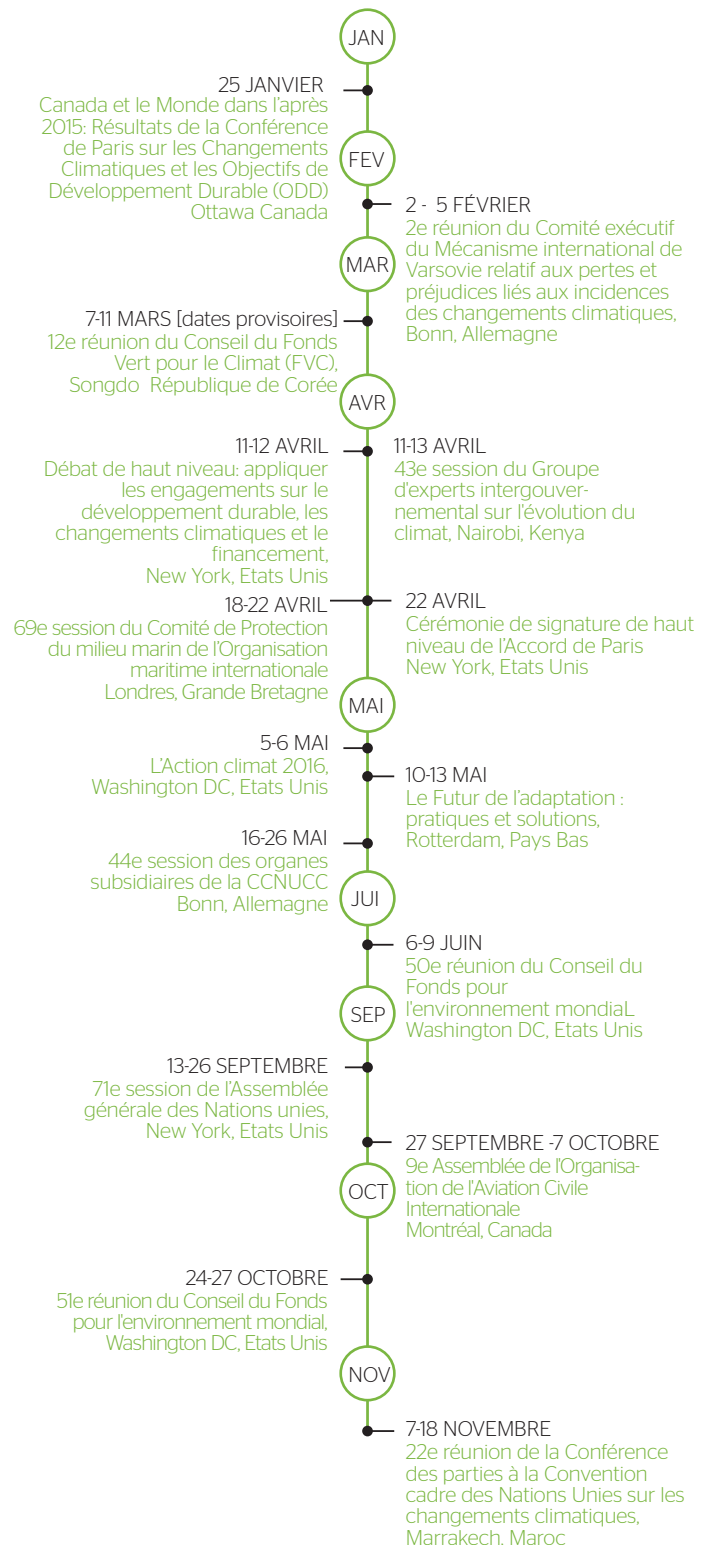 JAN
25 JANVIER
Canada et le Monde dans l'après
2015: Résultats de la Conférence
de Paris sur les Changements
Climatiques et les Objectifs de
Développement Durable (ODD)
Ottawa Canada
FEV
2 - 5 FÉVRIER
2e réunion du Comité exécutif
du Mécanisme international de
Varsovie relatif aux pertes et
préjudices liés aux incidences
des changements climatiques,
Bonn, Allemagne
MAR
7-11 MARS [dates provisoires]
12e réunion du Conseil du Fonds
Vert pour le Climat (FVC),
Songdo République de Corée
AVR
11-12 AVRIL
Débat de haut niveau: appliquer
les engagements sur le
développement durable, les
changements climatiques et le
financement,
New York, Etats Unis
11-13 AVRIL
43e session du Groupe
d'experts intergouver-
nemental sur l'évolution du
climat, Nairobi, Kenya
18-22 AVRIL
69e session du Comité de Protection
du milieu marin de l'Organisation
maritime internationale
Londres, Grande Bretagne
22 AVRIL
Cérémonie de signature de haut
niveau de l'Accord de Paris
New York, Etats Unis
MAI
5-6 MAI
L'Action climat 2016,
Washington DC, Etats Unis
10-13 MAI
Le Futur de l'adaptation :
pratiques et solutions,
Rotterdam, Pays Bas
16-26 MAI
44e session des organes
subsidiaires de la CCNUCC
Bonn, Allemagne
JUI
6-9 JUIN
50e réunion du Conseil du
Fonds pour
l'environnement mondiaL
Washington DC, Etats Unis
SEP
13-26 SEPTEMBRE
71e session de l'Assemblée
générale des Nations unies,
New York, Etats Unis
27 SEPTEMBRE -7 OCTOBRE
9e Assemblée de l'Organisa-
tion de l'Aviation Civile
Internationale
Montréal, Canada
OCT
24-27 OCTOBRE
51e réunion du Conseil du Fonds
pour l'environnement mondial,
Washington DC, Etats Unis
NOV
7-18 NOVEMBRE
22e réunion de la Conférence
des parties à la Convention
cadre des Nations Unies sur les
changements climatiques,
Marrakech. Maroc